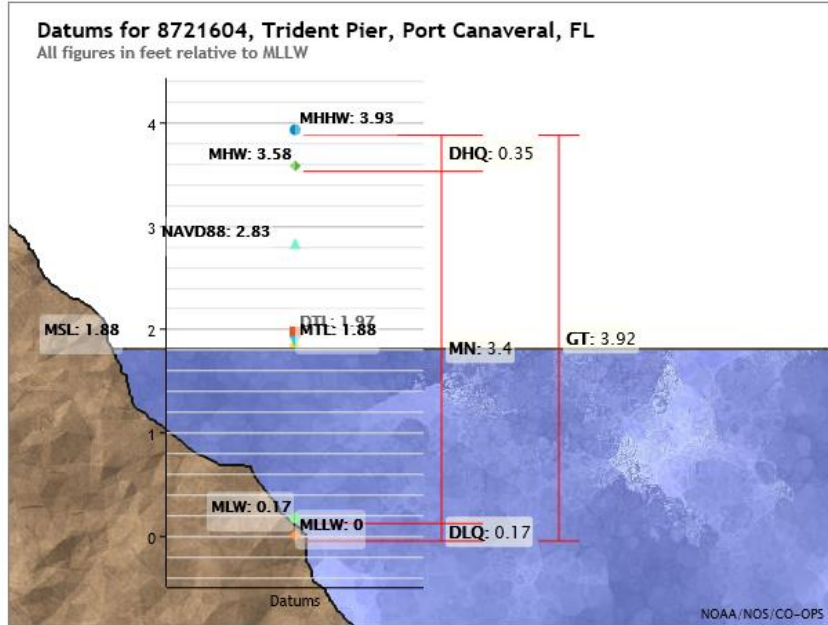 Datums for 8721604, Trident Pier, Port Canaveral, FL
All figures in feet relative to MLLW
4
MHHW: 3.93
MHW: 3.58
DHQ: 0.35
3
NAVD88: 2.83
DTL: 1.97
2
MSL: 1.88
MTL: 1.88
MN: 3.4
GT: 3.92
1
MLW: 0.17
MLLW: 0
0
DLQ: 0.17
Datums
NOAA/NOS/CO-OPS